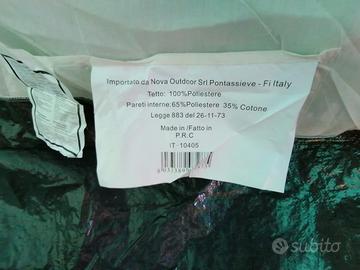 Importato da Nova Outdoor Srl Pontassieve - Fi Italy
Tetto: 100%Poliestere
Pareti interne:65%Poliestere 35% Cotone
Legge 883 del 26-11-73
Made in /Fatto in
P.R.C
IT-10405
subito